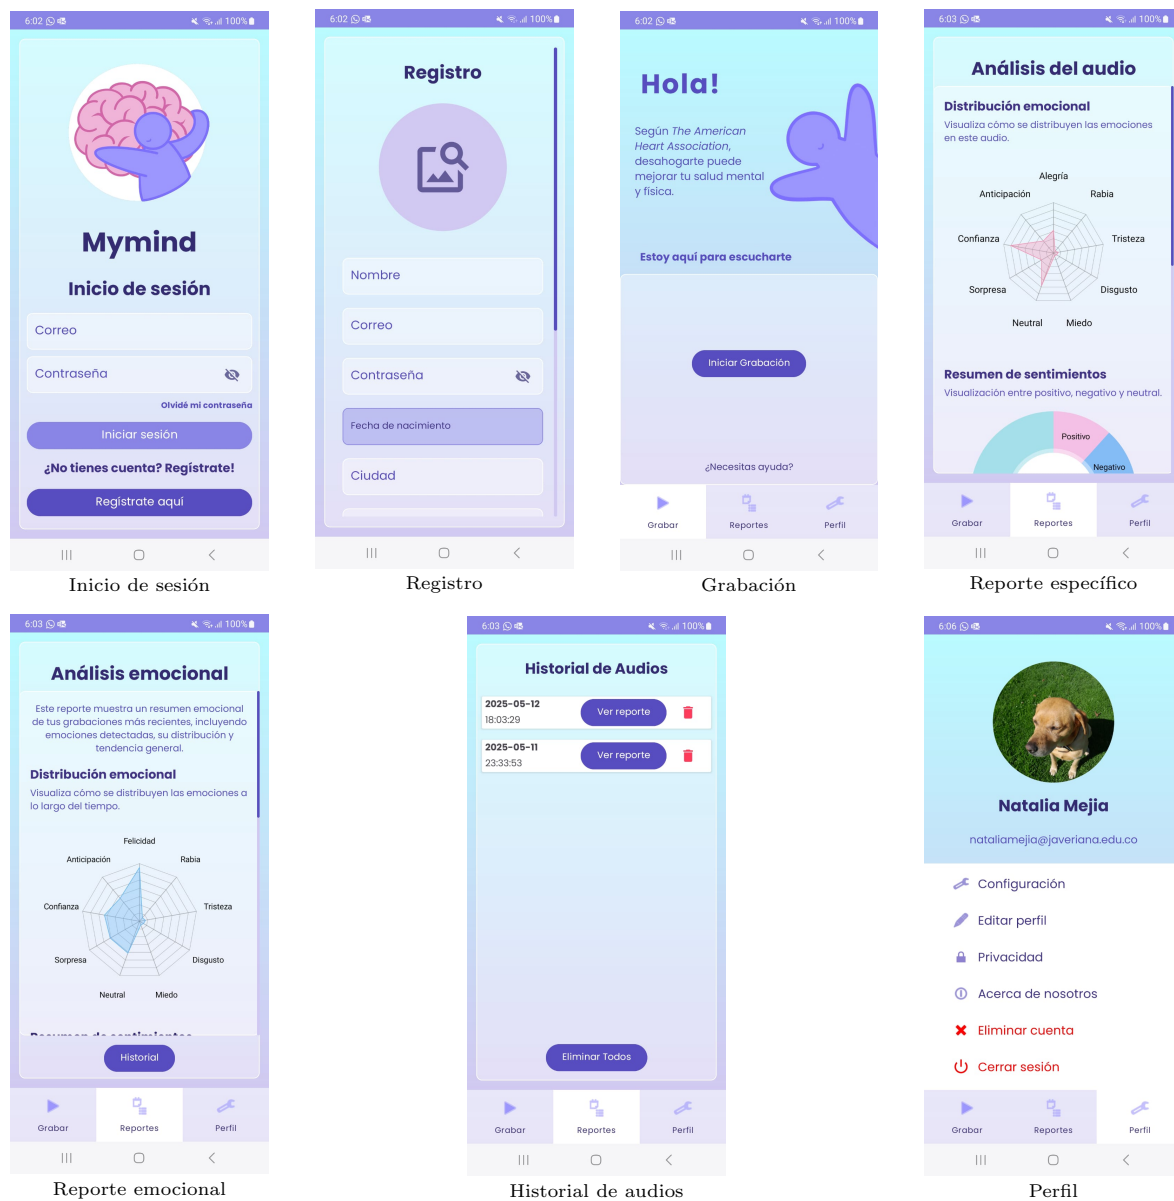 6:02
100%
Mymind
Inicio de sesión
Correo
Contraseña
Olvidé mi contraseña
Iniciar sesión
¿No tienes cuenta? Regístrate!
Regístrate aquí
Inicio de sesión
6:02
100%
Registro
Nombre
Correo
Contraseña
Fecha de nacimiento
Ciudad
Registro
6:02
100%
Hola!
Según The American
Heart Association,
desahogarte puede
mejorar tu salud mental
y física.
Estoy aquí para escucharte
Iniciar Grabación
¿Necesitas ayuda?
Grabar
Reportes
Perfil
Grabación
6:03
100%
Análisis del audio
Distribución emocional
Visualiza cómo se distribuyen las emociones
en este audio.
Alegría
Anticipación
Rabia
Confianza
Tristeza
Sorpresa
Disgusto
Neutral
Miedo
Resumen de sentimientos
Visualización entre positivo, negativo y neutral.
Positivo
Negativo
Grabar
Reportes
Perfil
Reporte específico
6:03
100%
Análisis emocional
Este reporte muestra un resumen emocional
de tus grabaciones más recientes, incluyendo
emociones detectadas, su distribución y
tendencia general.
Distribución emocional
Visualiza cómo se distribuyen las emociones a
lo largo del tiempo.
Felicidad
Anticipación
Rabia
Confianza
Tristeza
Sorpresa
Disgusto
Neutral
Miedo
Resumen de sentimientos
Historial
Grabar
Reportes
Perfil
Reporte emocional
6:03
100%
Historial de Audios
2025-05-12
18:03:29
Ver reporte
2025-05-11
23:33:53
Ver reporte
Eliminar Todos
Grabar
Reportes
Perfil
Historial de audios
6:06
100%
Natalia Mejia
nataliamejia@javeriana.edu.co
Configuración
Editar perfil
Privacidad
Acerca de nosotros
Eliminar cuenta
Cerrar sesión
Grabar
Reportes
Perfil
Perfil